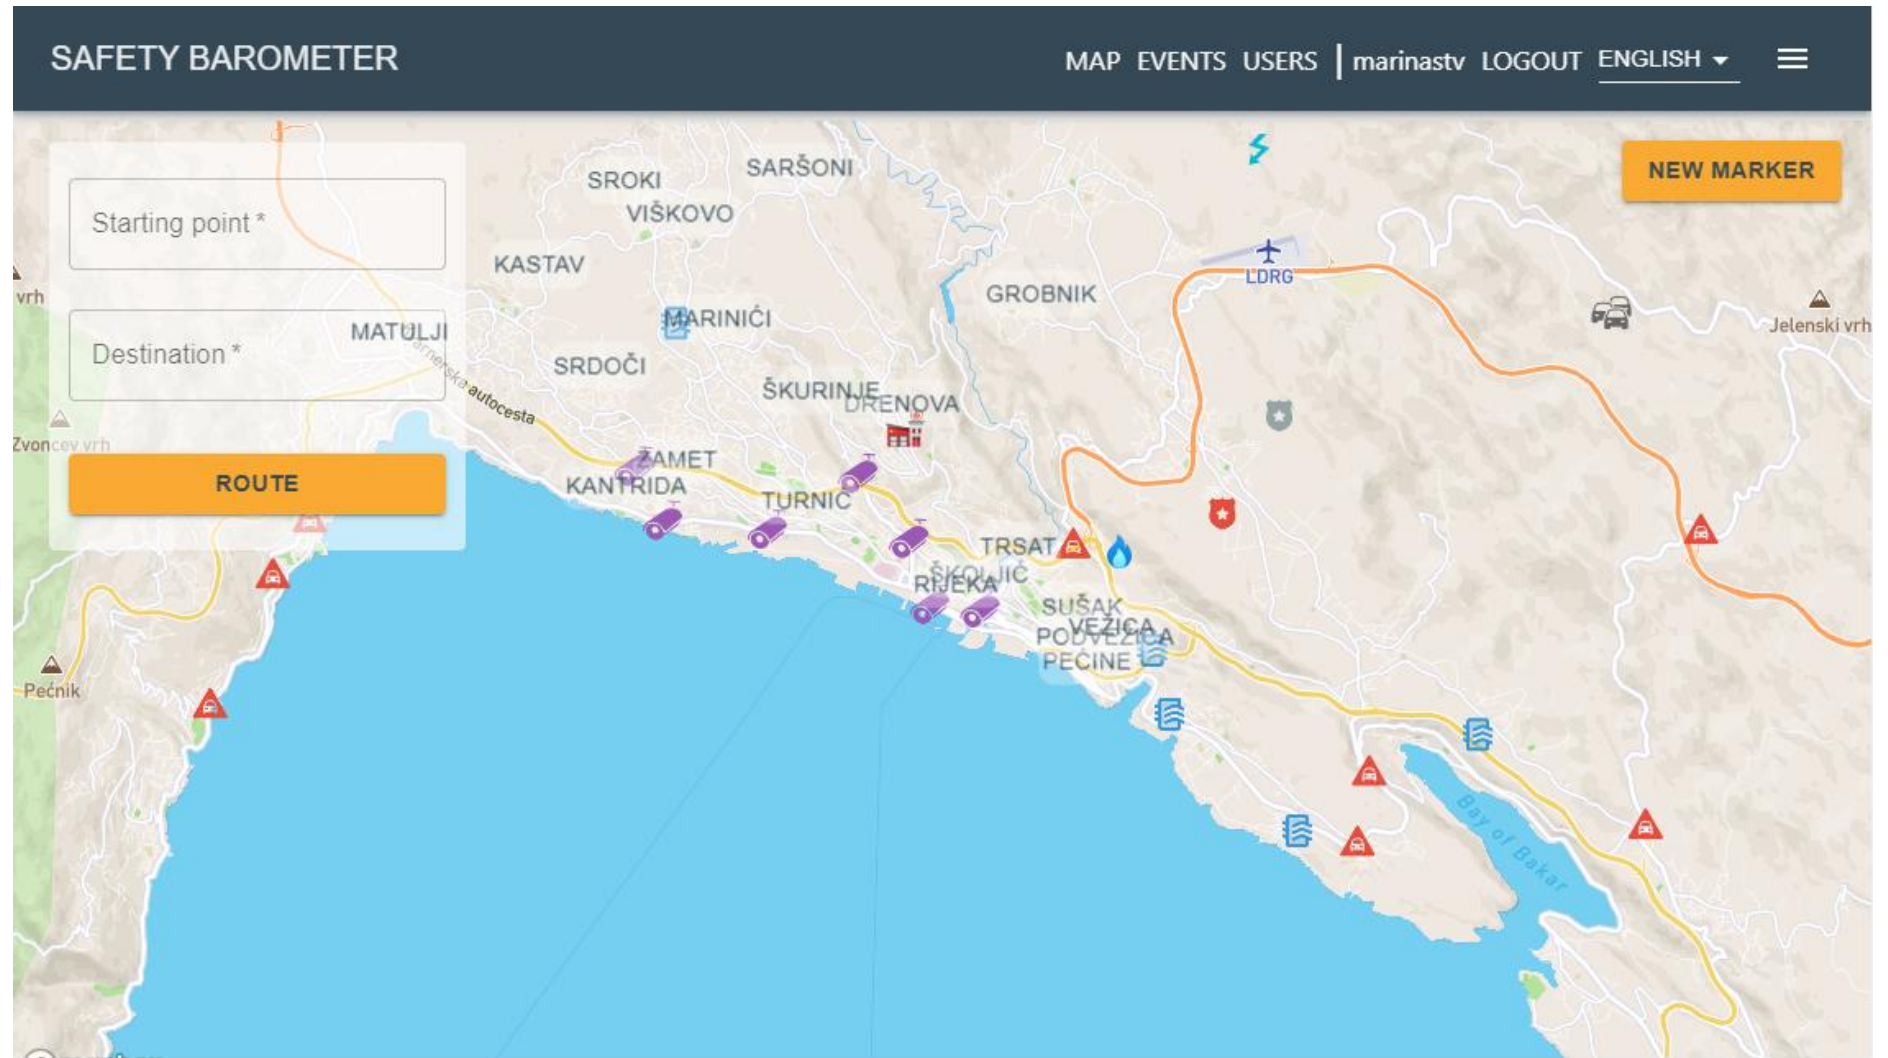 SAFETY BAROMETER
MAP EVENTS USERS | marinastv LOGOUT ENGLISH
NEW MARKER
Starting point *
Destination *
ROUTE
SARŠONI
SROKI
VIŠKOVO
KASTAV
LDRG
GROBNIK
vrh
MARINIĆI
Jelenski vrh
MATULJI
autocesta
SRDOČI
ŠKURINJE
DRENOVA
Zvoncev vrh
ZAMET
KANTRIDA
TURNIĆ
TRSAT
ŠKOLJIĆ
RIJEKA
SUŠAK
VEŽICA
PODVEŽICA
PEĆINE
Pećnik
Bay of Bakar